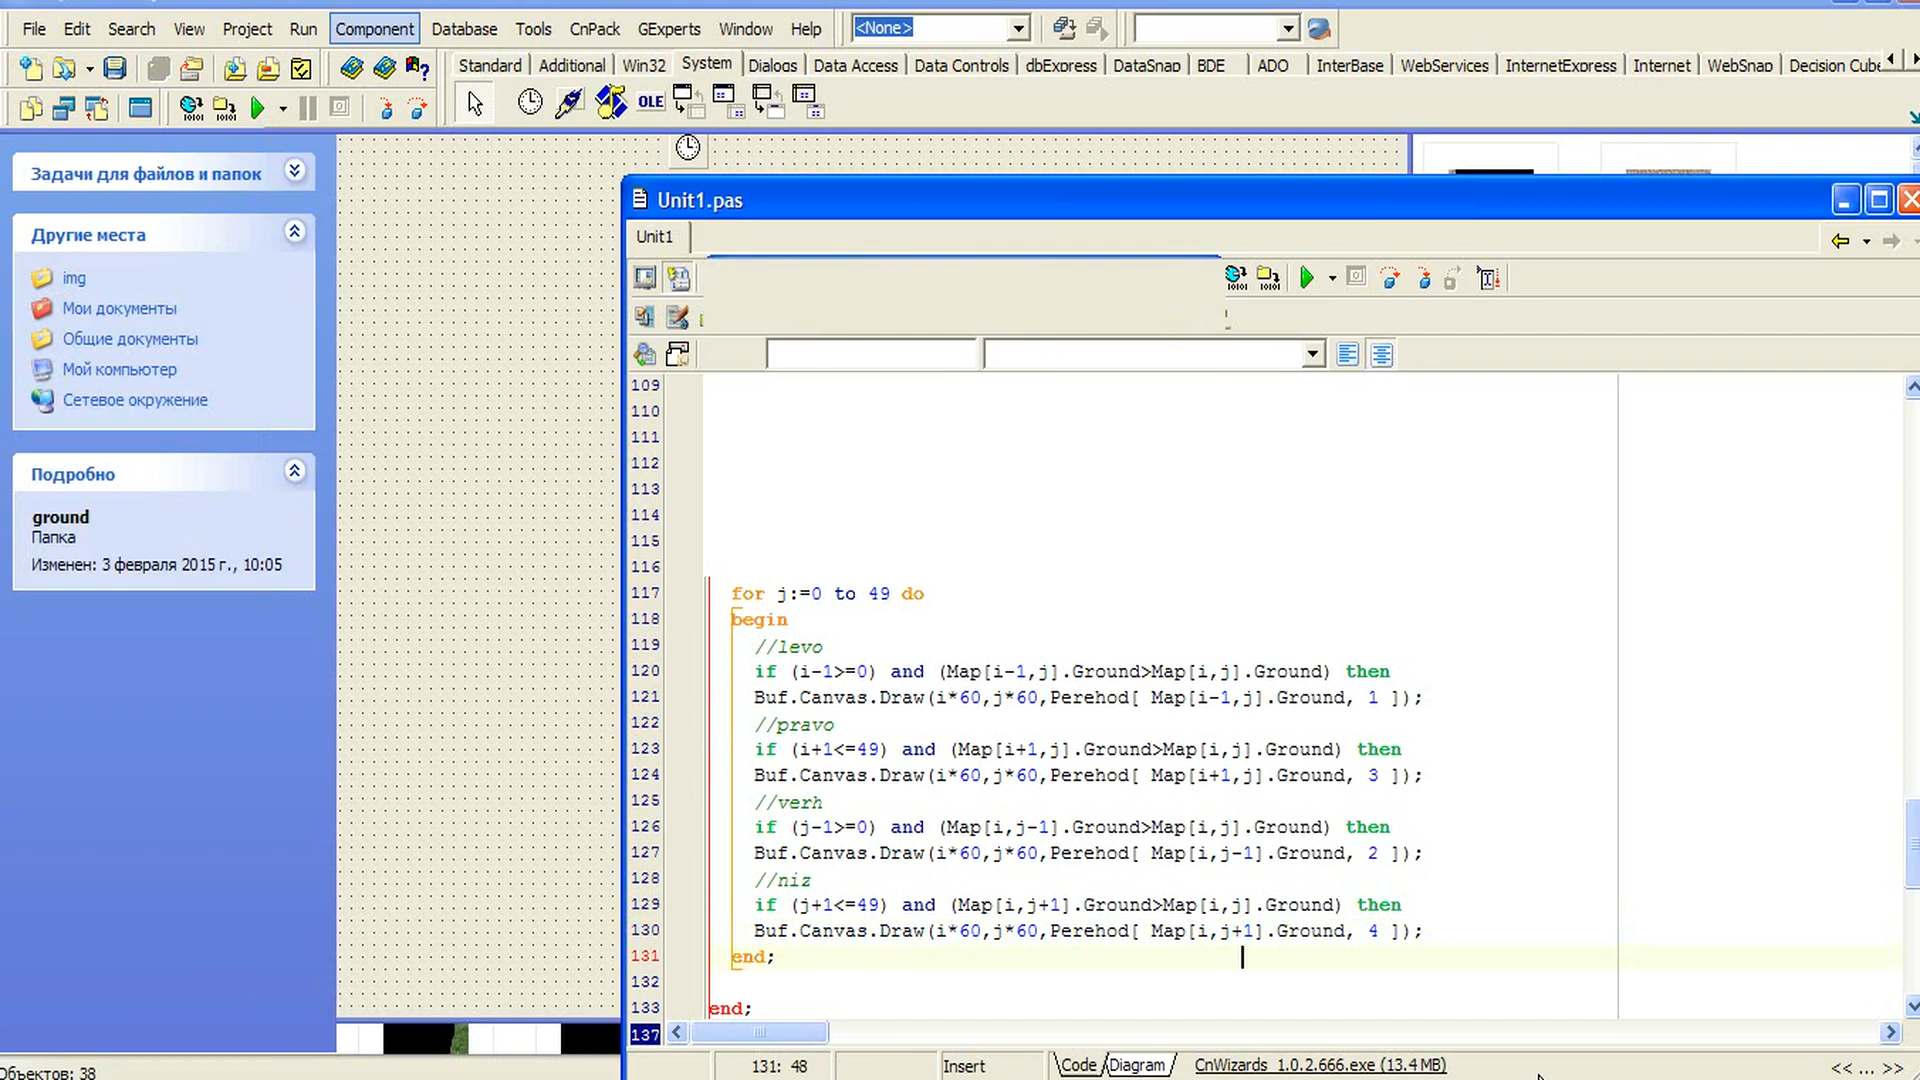 File Edit Search View Project Run Component Database Tools CnPack GExperts Window Help <None>
Standard Additional Win32 System Dialogs Data Access Data Controls dbExpress DataSnap BDE ADO InterBase WebServices InternetExpress Internet WebSnap Decision Cube
OLE
Задачи для файлов и папок
Другие места
img
Мои документы
Общие документы
Мой компьютер
Сетевое окружение
Подробно
ground
Папка
Изменен: 3 февраля 2015 г., 10:05
Unit1.pas
Unit1
109
110
111
112
113
114
115
116
117 for j:=0 to 49 do
118 begin
119 //levo
120 if (i-1>=0) and (Map[i-1,j].Ground>Map[i,j].Ground) then
121 Buf.Canvas.Draw(i*60,j*60,Perehod[ Map[i-1,j].Ground, 1 ]);
122 //pravo
123 if (i+1<=49) and (Map[i+1,j].Ground>Map[i,j].Ground) then
124 Buf.Canvas.Draw(i*60,j*60,Perehod[ Map[i+1,j].Ground, 3 ]);
125 //verh
126 if (j-1>=0) and (Map[i,j-1].Ground>Map[i,j].Ground) then
127 Buf.Canvas.Draw(i*60,j*60,Perehod[ Map[i,j-1].Ground, 2 ]);
128 //niz
129 if (j+1<=49) and (Map[i,j+1].Ground>Map[i,j].Ground) then
130 Buf.Canvas.Draw(i*60,j*60,Perehod[ Map[i,j+1].Ground, 4 ]);
131 end;
132
133 end;
137
131: 48 Insert Code Diagram CnWizards_1.0.2.666.exe (13.4 MB) << ... >>
Объектов: 38